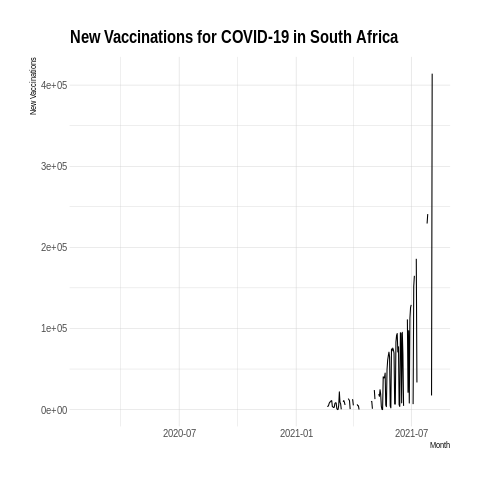 New Vaccinations for COVID-19 in South Africa
New Vaccinations
4e+05
3e+05
2e+05
1e+05
0e+00
2020-07
2021-01
2021-07
Month